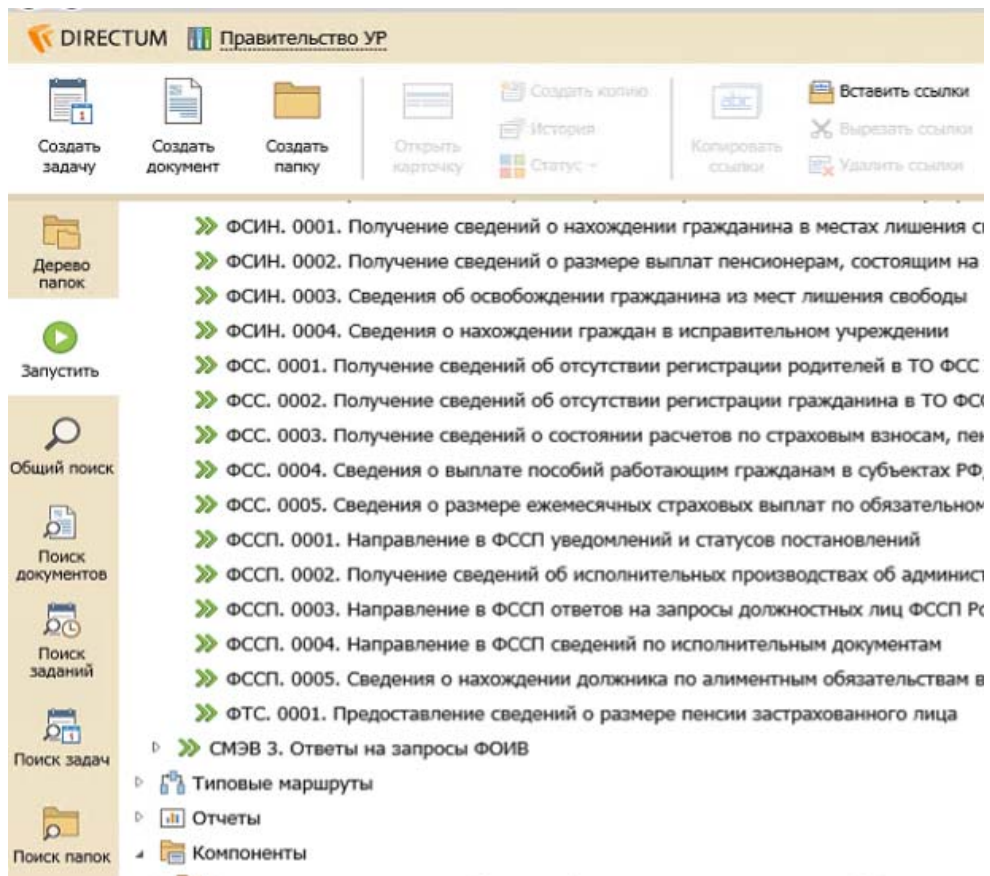 DIRECTUM Правительство УР
Создать задачу
Создать документ
Создать папку
Открыть карточку
Создать копию
История
Статус
Копировать ссылки
Вставить ссылки
Вырезать ссылки
Удалить ссылки
Дерево папок
Запустить
Общий поиск
Поиск документов
Поиск заданий
Поиск задач
Поиск папок
ФСИН. 0001. Получение сведений о нахождении гражданина в местах лишения
ФСИН. 0002. Получение сведений о размере выплат пенсионерам, состоящим на
ФСИН. 0003. Сведения об освобождении гражданина из мест лишения свободы
ФСИН. 0004. Сведения о нахождении граждан в исправительном учреждении
ФСС. 0001. Получение сведений об отсутствии регистрации родителей в ТО ФСС
ФСС. 0002. Получение сведений об отсутствии регистрации гражданина в ТО ФСС
ФСС. 0003. Получение сведений о состоянии расчетов по страховым взносам, пен
ФСС. 0004. Сведения о выплате пособий работающим гражданам в субъектах РФ,
ФСС. 0005. Сведения о размере ежемесячных страховых выплат по обязательном
ФССП. 0001. Направление в ФССП уведомлений и статусов постановлений
ФССП. 0002. Получение сведений об исполнительных производствах об админист
ФССП. 0003. Направление в ФССП ответов на запросы должностных лиц ФССП Ро
ФССП. 0004. Направление в ФССП сведений по исполнительным документам
ФССП. 0005. Сведения о нахождении должника по алиментным обязательствам в
ФТС. 0001. Предоставление сведений о размере пенсии застрахованного лица
СМЭВ 3. Ответы на запросы ФОИВ
Типовые маршруты
Отчеты
Компоненты